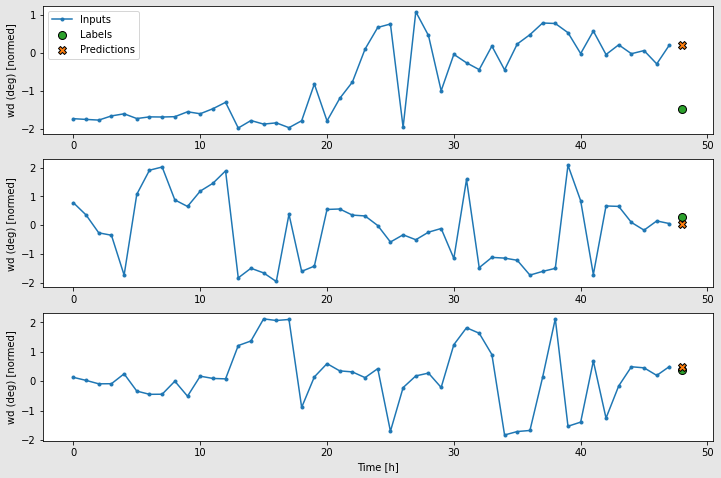 wd (deg) [normed]
1
0
−1
−2
Inputs
Labels
Predictions
0 10 20 30 40 50
wd (deg) [normed]
2
1
0
−1
−2
0 10 20 30 40 50
wd (deg) [normed]
2
1
0
−1
−2
0 10 20 30 40 50
Time [h]